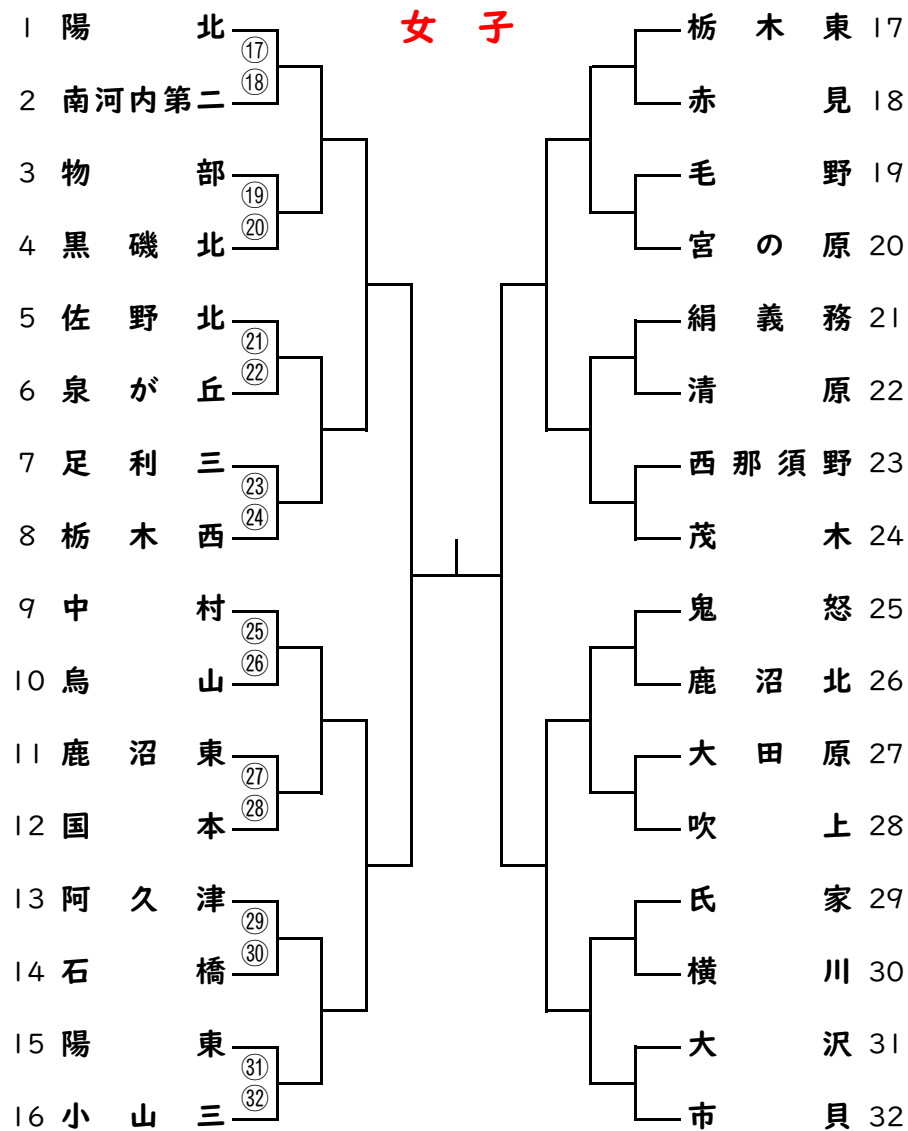 女子
1 陽北
⑰
⑱
2 南河内第二
3 物部
⑲
⑳
4 黒磯北
5 佐野北
㉑
㉒
6 泉が丘
7 足利三
㉓
㉔
8 栃木西
9 中村
㉕
㉖
10 烏山
11 鹿沼東
㉗
㉘
12 国本
13 阿久津
㉙
㉚
14 石橋
15 陽東
㉛
㉜
16 小山三
栃木東 17
赤見 18
毛野 19
宮の原 20
絹義務 21
清原 22
西那須野 23
茂木 24
鬼怒 25
鹿沼北 26
大田原 27
吹上 28
氏家 29
横川 30
大沢 31
市貝 32